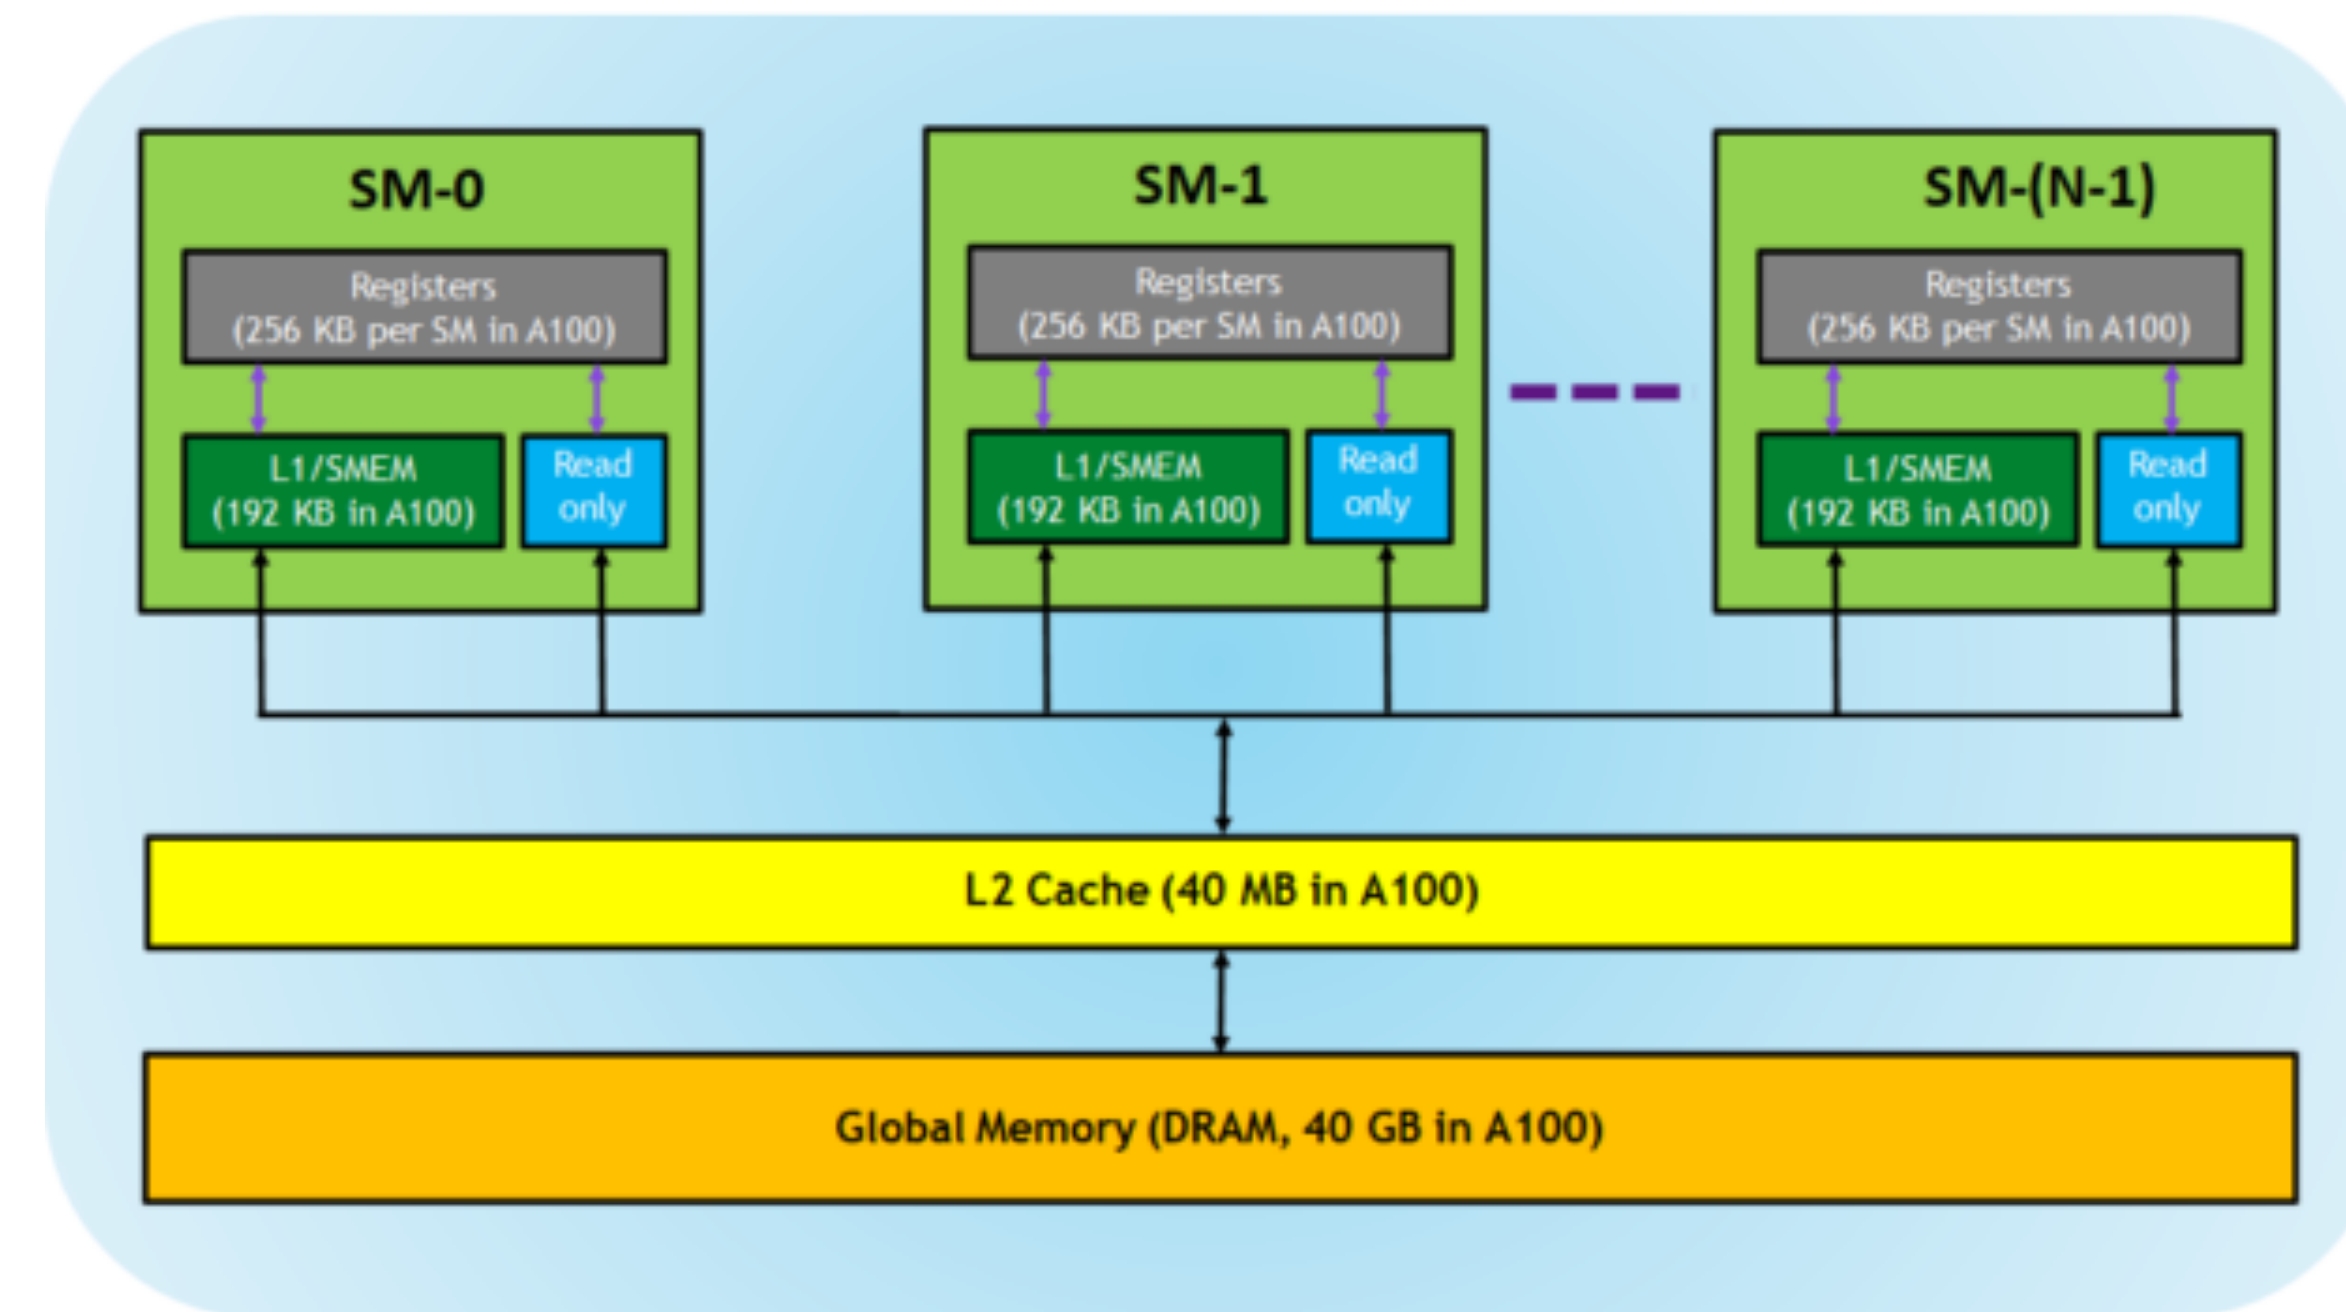 SM-0
Registers
(256 KB per SM in A100)
L1/SMEM
(192 KB in A100)
Read
only
SM-1
Registers
(256 KB per SM in A100)
L1/SMEM
(192 KB in A100)
Read
only
SM-(N-1)
Registers
(256 KB per SM in A100)
L1/SMEM
(192 KB in A100)
Read
only
L2 Cache (40 MB in A100)
Global Memory (DRAM, 40 GB in A100)